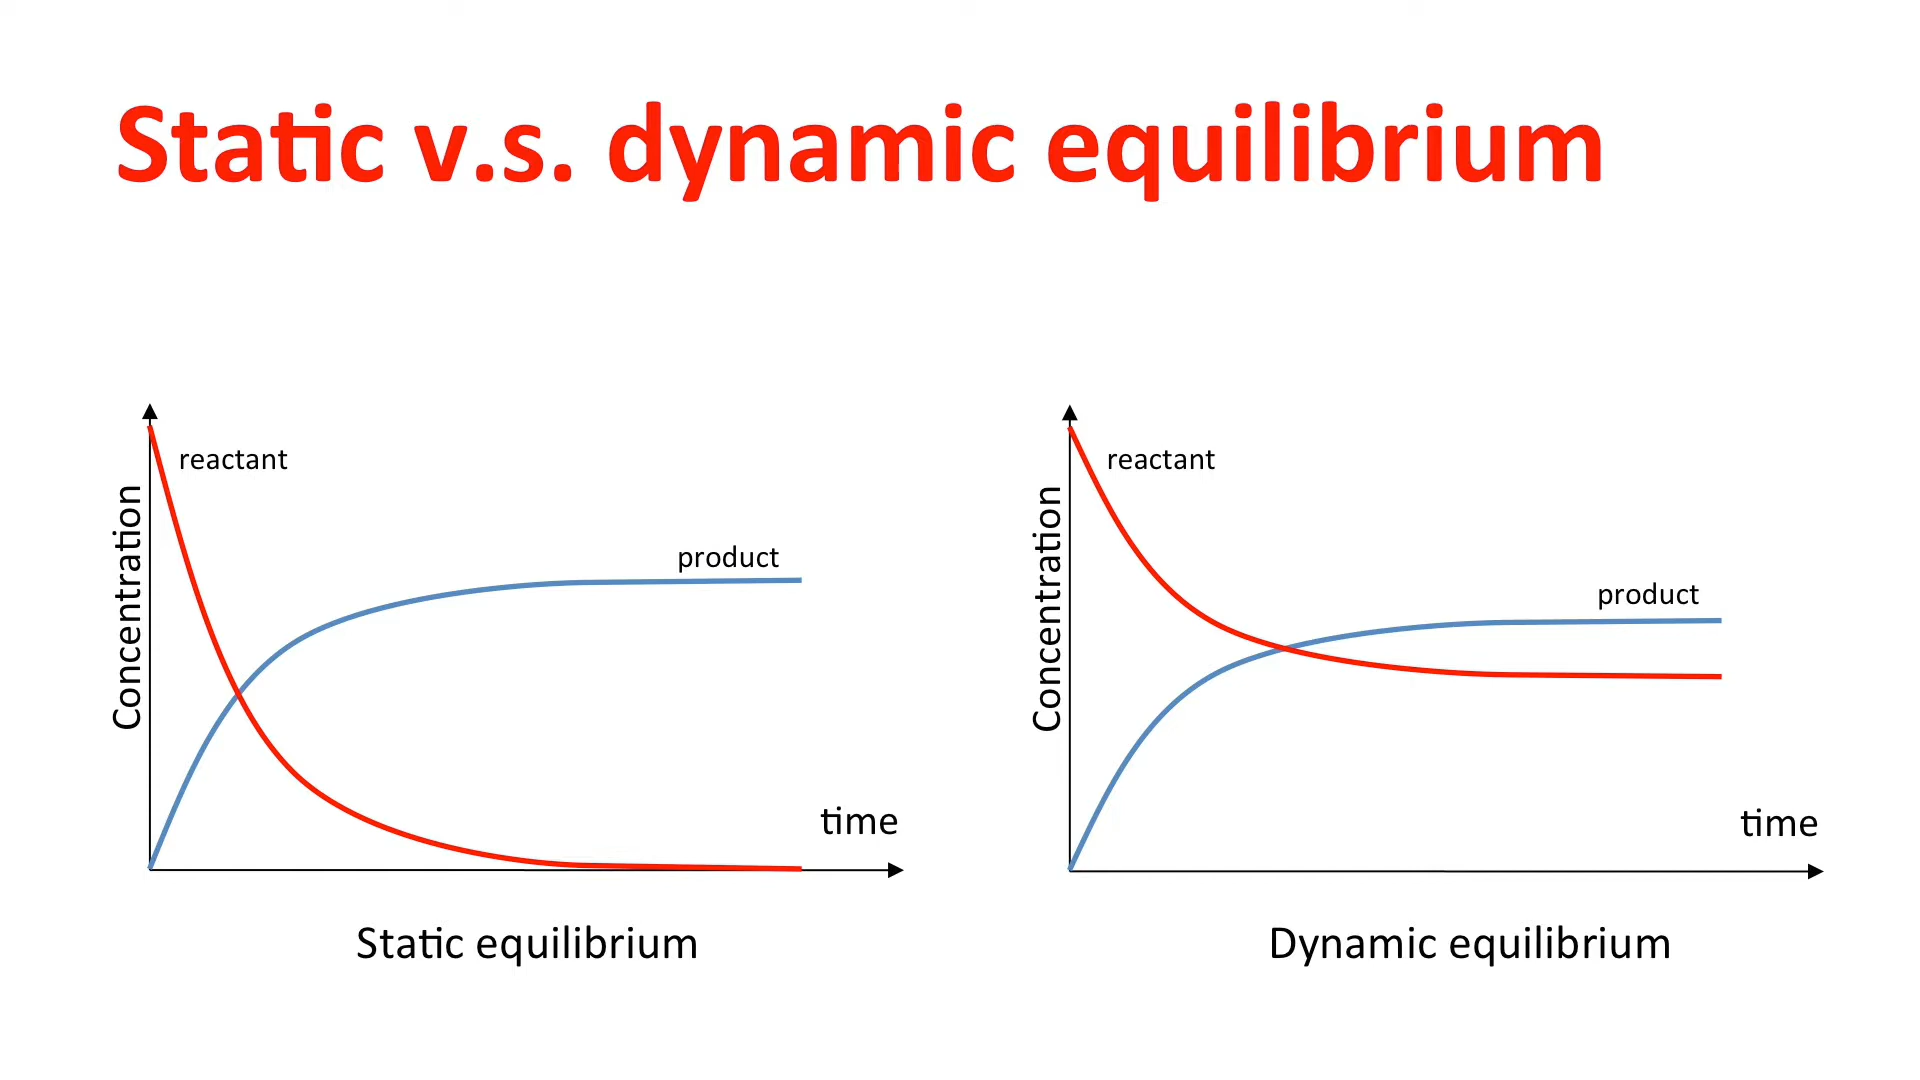 Static v.s. dynamic equilibrium
reactant
product
Concentration
time
Static equilibrium
reactant
product
Concentration
time
Dynamic equilibrium